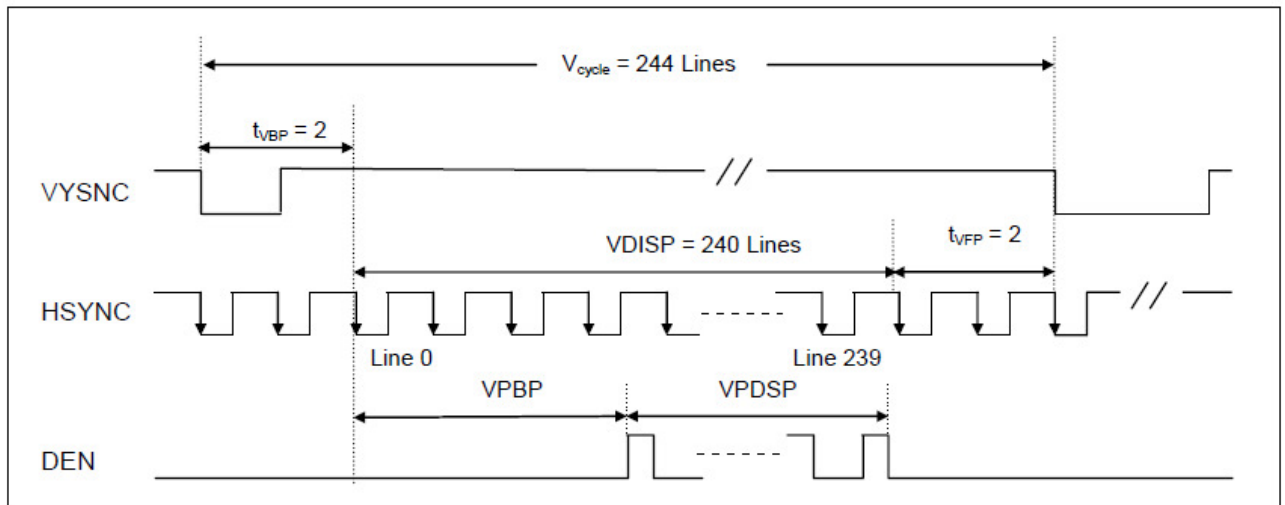 Vcycle = 244 Lines
tVBP = 2
VYSNC
VDISP = 240 Lines
tVFP = 2
HSYNC
Line 0
Line 239
VPBP
VPDSP
DEN